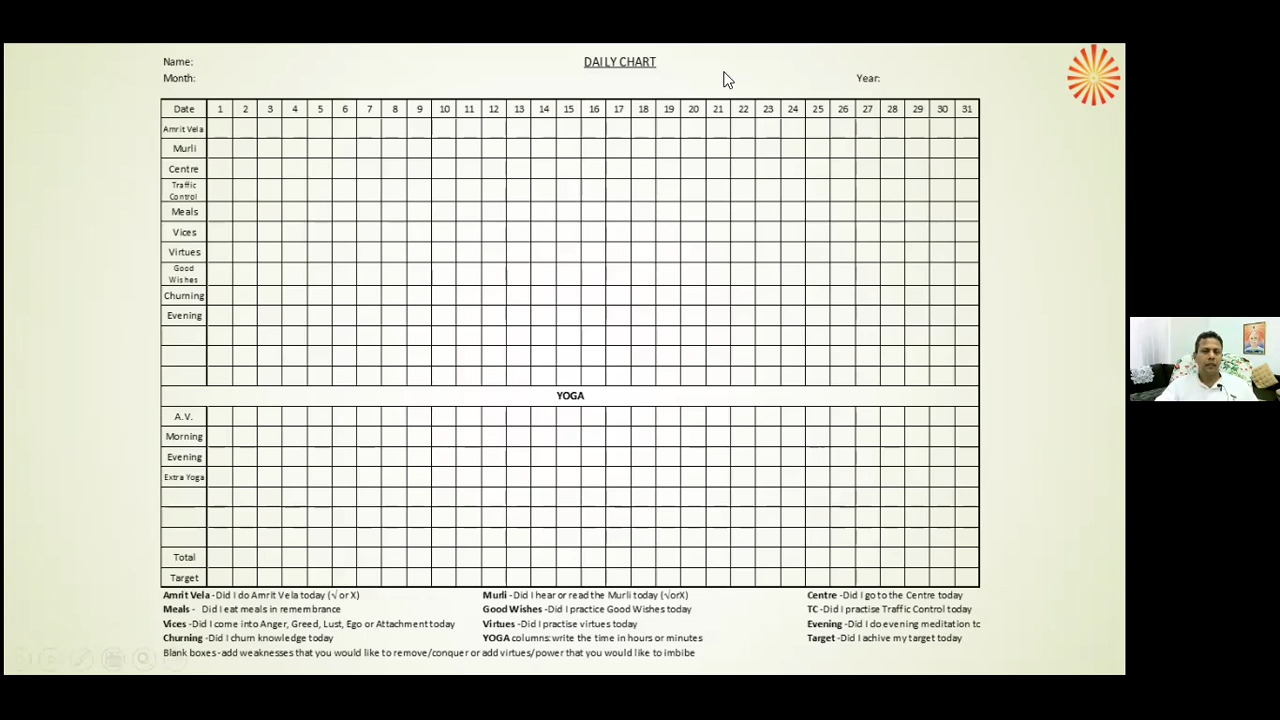 Name:
DAILY CHART
Month:
Year:
Date 1 2 3 4 5 6 7 8 9 10 11 12 13 14 15 16 17 18 19 20 21 22 23 24 25 26 27 28 29 30 31
Amrit Vela
Murli
Centre
Traffic
Control
Meals
Vices
Virtues
Good
Wishes
Churning
Evening
YOGA
A.V.
Morning
Evening
Extra Yoga
Total
Target
Amrit Vela -Did I do Amrit Vela today (√ or X) Murli -Did I hear or read the Murli today (√orX) Centre -Did I go to the Centre today
Meals - Did I eat meals in remembrance Good Wishes -Did I practice Good Wishes today TC -Did I practise Traffic Control today
Vices -Did I come into Anger, Greed, Lust, Ego or Attachment today Virtues -Did I practise virtues today Evening -Did I do evening meditation tc
Churning -Did I churn knowledge today YOGA columns: write the time in hours or minutes Target -Did I achive my target today
Blank boxes -add weaknesses that you would like to remove/conquer or add virtues/power that you would like to imbibe